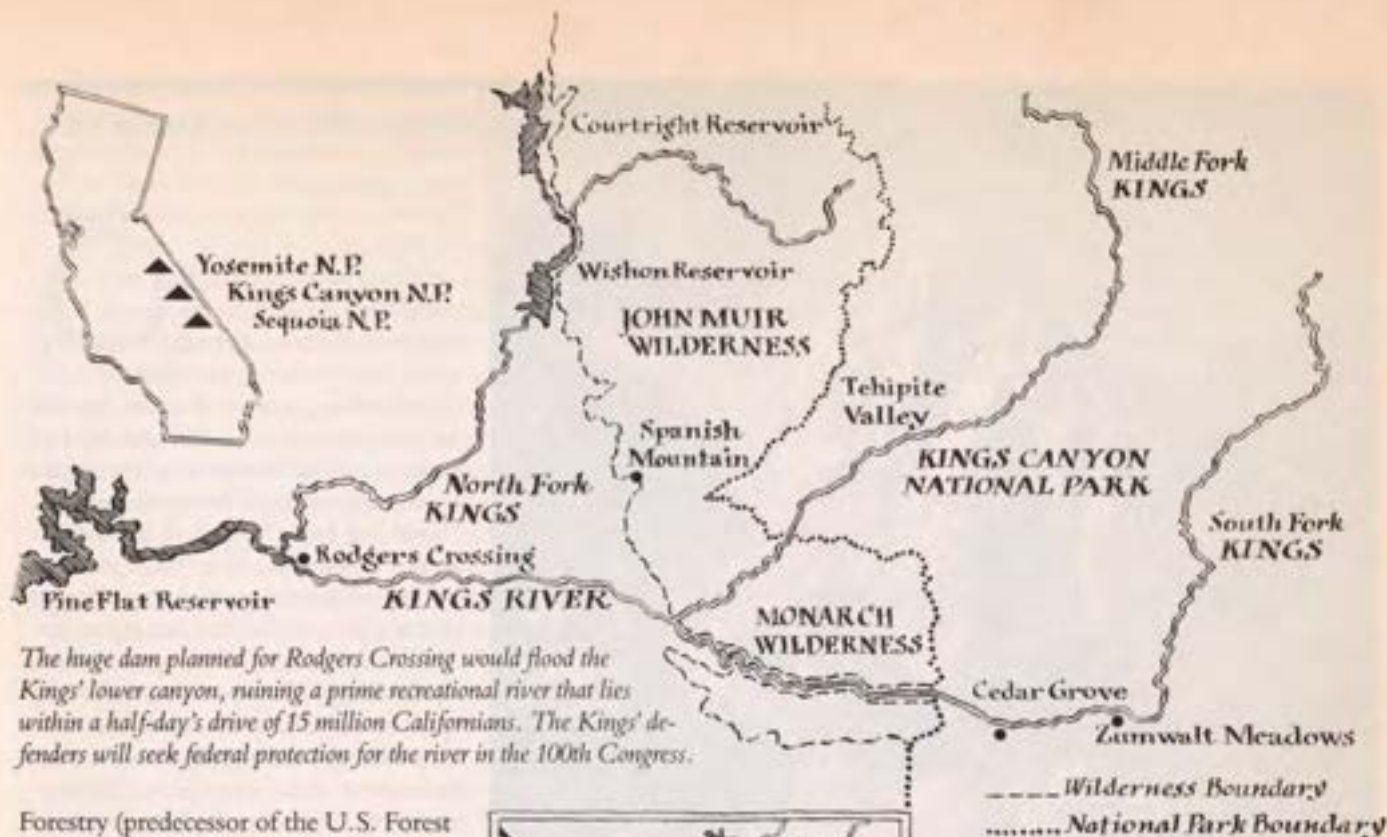 Courtright Reservoir
Middle Fork
KINGS
Yosemite N.P.
Kings Canyon N.P.
Sequoia N.P.
Wishon Reservoir
JOHN MUIR
WILDERNESS
Tehipite
Valley
Spanish
Mountain
KINGS CANYON
NATIONAL PARK
North Fork
KINGS
South Fork
KINGS
Rodgers Crossing
Pine Flat Reservoir
KINGS RIVER
MONARCH
WILDERNESS
The huge dam planned for Rodgers Crossing would flood the
Kings' lower canyon, ruining a prime recreational river that lies
within a half-day's drive of 15 million Californians. The Kings' de-
fenders will seek federal protection for the river in the 100th Congress.
Cedar Grove
Zumwalt Meadows
Wilderness Boundary
National Park Boundary
Forestry (predecessor of the U.S. Forest